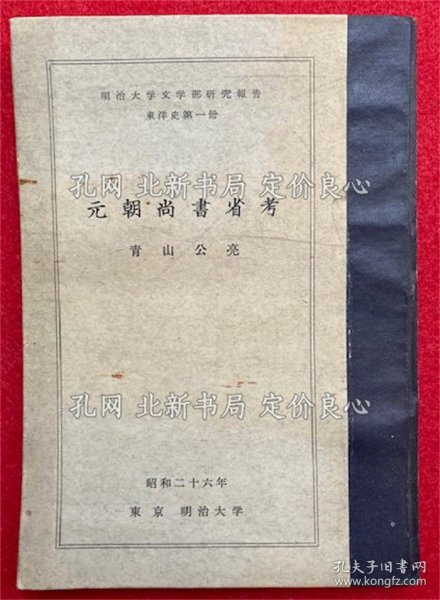 明治大学文学部研究報告
東洋史第一冊
元朝尚書省考
孔网 北新书局 定价良心
青山公亮
孔网 北新书局 定价良心
昭和二十六年
東京 明治大学
孔夫子旧书网
www.kongfz.com